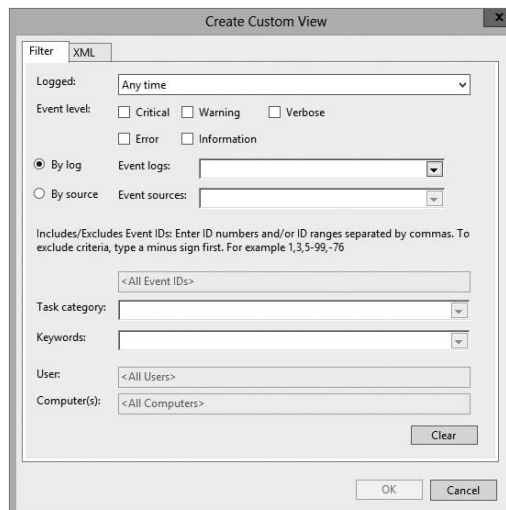 Create Custom View
x
Filter XML
Logged: Any time
Event level: Critical Warning Verbose
Error Information
By log Event logs:
By source Event sources:
Includes/Excludes Event IDs: Enter ID numbers and/or ID ranges separated by commas. To
exclude criteria, type a minus sign first. For example 1,3,5-99,-76
<All Event IDs>
Task category:
Keywords:
User: <All Users>
Computer(s): <All Computers>
Clear
OK Cancel